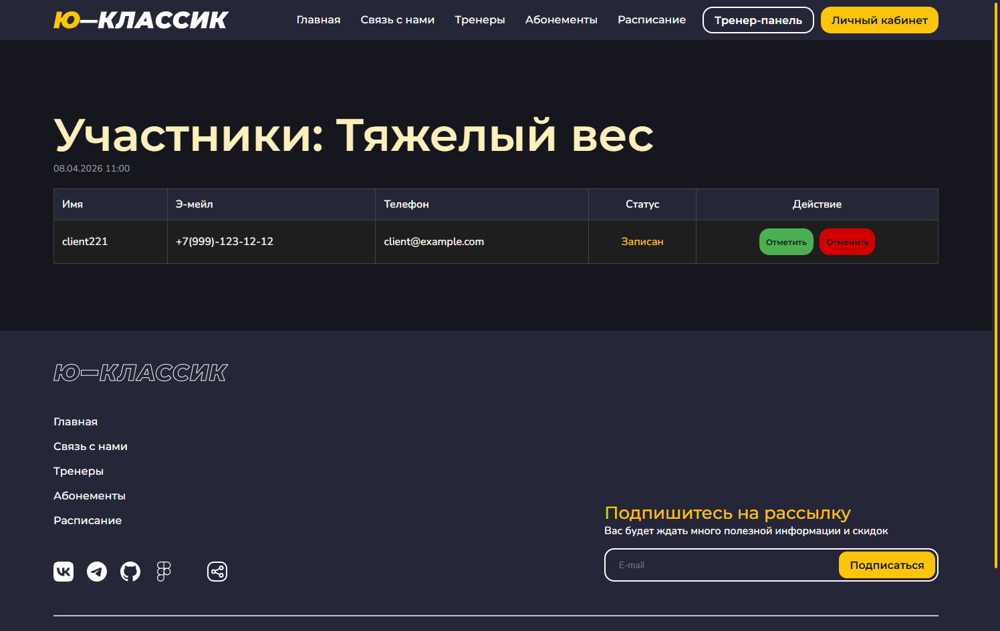 Ю—КЛАССИК
Главная Связь с нами Тренеры Абонементы Расписание Тренер-панель Личный кабинет
Участники: Тяжелый вес
08.04.2026 11:00
Имя Э-мейл Телефон Статус Действие
client221 +7(999)-123-12-12 client@example.com Записан Отметить Отменить
Ю—КЛАССИК
Главная
Связь с нами
Тренеры
Абонементы
Расписание
Подпишитесь на рассылку
Вас будет ждать много полезной информации и скидок
E-mail Подписаться